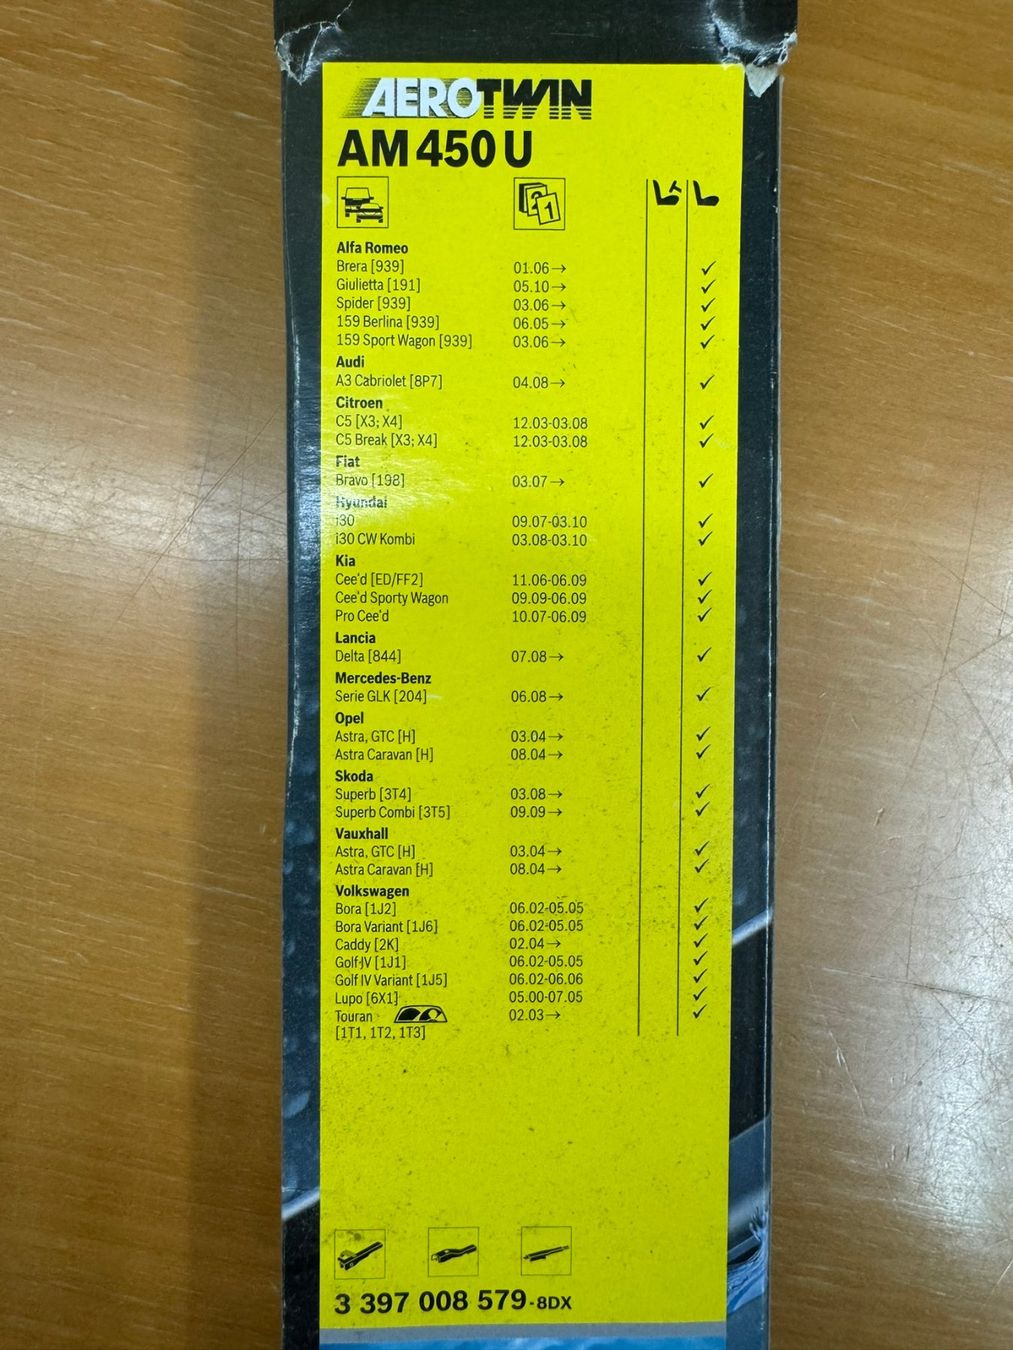 AEROTWIN
AM 450 U
2 1
Alfa Romeo
Brera [939] 01.06→ ✓
Giulietta [191] 05.10→ ✓
Spider [939] 03.06→ ✓
159 Berlina [939] 06.05→ ✓
159 Sport Wagon [939] 03.06→ ✓
Audi
A3 Cabriolet [8P7] 04.08→ ✓
Citroen
C5 [X3; X4] 12.03-03.08 ✓
C5 Break [X3; X4] 12.03-03.08 ✓
Fiat
Bravo [198] 03.07→ ✓
Hyundai
i30 09.07-03.10 ✓
i30 CW Kombi 03.08-03.10 ✓
Kia
Cee'd [ED/FF2] 11.06-06.09 ✓
Cee'd Sporty Wagon 09.09-06.09 ✓
Pro Cee'd 10.07-06.09 ✓
Lancia
Delta [844] 07.08→ ✓
Mercedes-Benz
Serie GLK [204] 06.08→ ✓
Opel
Astra, GTC [H] 03.04→ ✓
Astra Caravan [H] 08.04→ ✓
Skoda
Superb [3T4] 03.08→ ✓
Superb Combi [3T5] 09.09→ ✓
Vauxhall
Astra, GTC [H] 03.04→ ✓
Astra Caravan [H] 08.04→ ✓
Volkswagen
Bora [1J2] 06.02-05.05 ✓
Bora Variant [1J6] 06.02-05.05 ✓
Caddy [2K] 02.04→ ✓
Golf IV [1J1] 06.02-05.05 ✓
Golf IV Variant [1J5] 06.02-06.06 ✓
Lupo [6X1] 05.00-07.05 ✓
Touran 02.03→ ✓
[1T1, 1T2, 1T3]
3 397 008 579-8DX